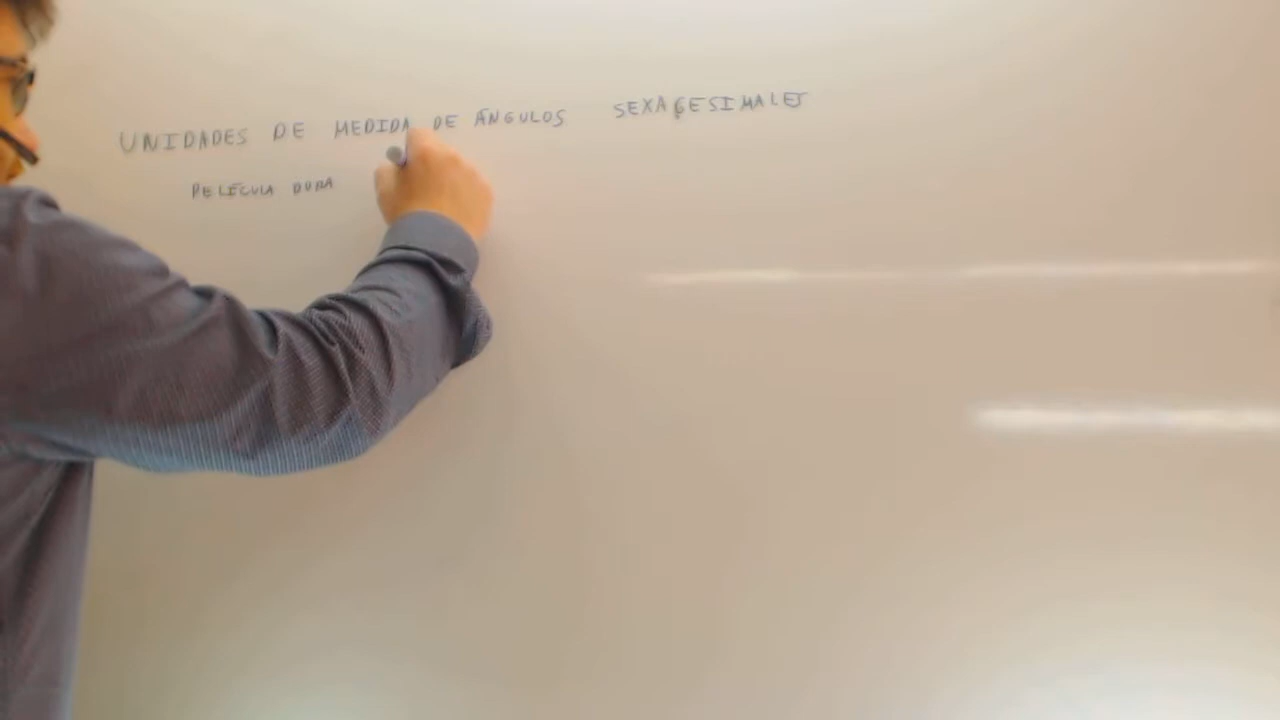 UNIDADES DE MEDIDA DE ÁNGULOS SEXAGESIMALES
PELÍCULA DURA